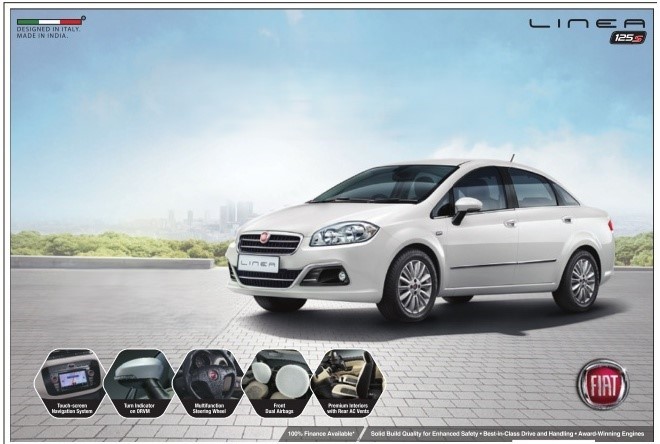 DESIGNED IN ITALY.
MADE IN INDIA.
LINEA
125 S
LINEA
Touch-screen
Navigation System
Turn Indicator
on ORVM
Multifunction
Steering Wheel
Front
Dual Airbags
Premium Interiors
with Rear AC Vents
FIAT
100% Finance Available*
Solid Build Quality for Enhanced Safety • Best-in-Class Drive and Handling • Award-Winning Engines